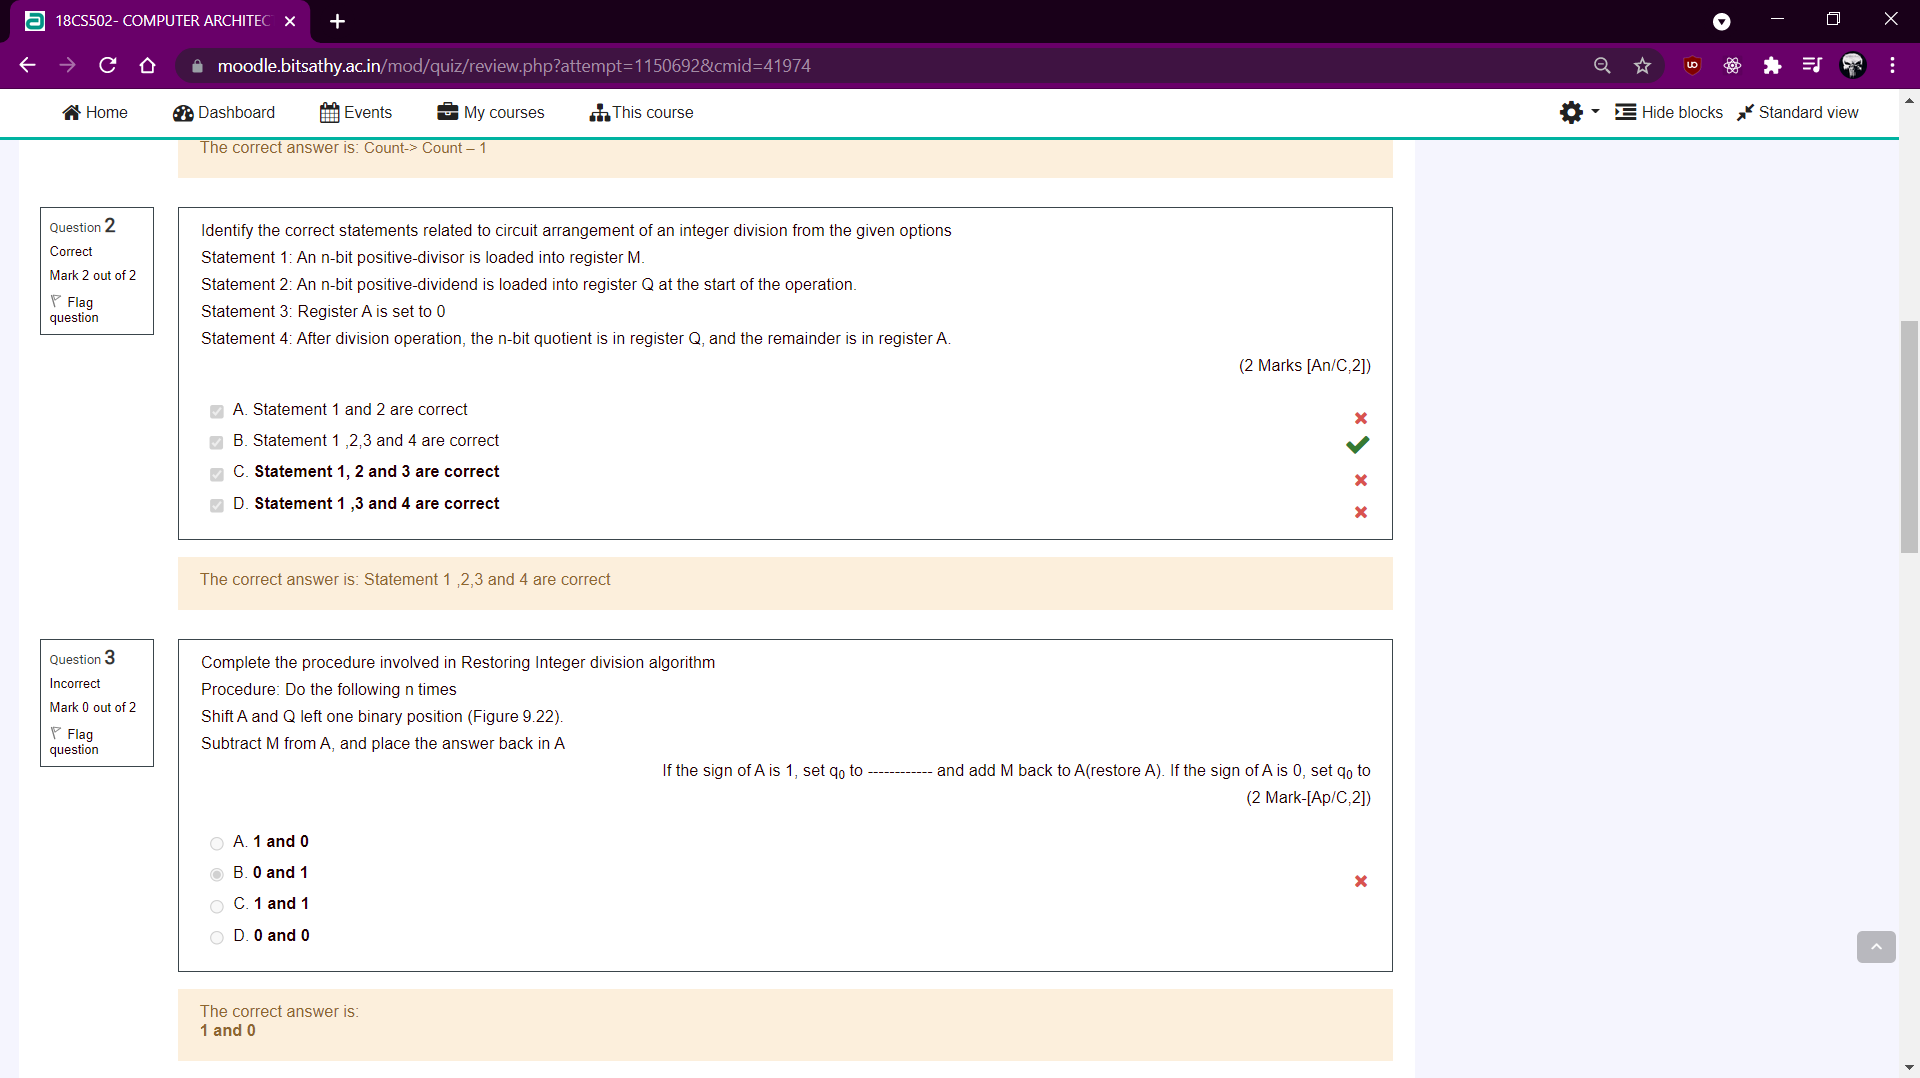 18CS502- COMPUTER ARCHITEC
moodle.bitsathy.ac.in/mod/quiz/review.php?attempt=1150692&cmid=41974
Home Dashboard Events My courses This course Hide blocks Standard view
The correct answer is: Count-> Count – 1
Question 2
Correct
Mark 2 out of 2
Flag
question
Identify the correct statements related to circuit arrangement of an integer division from the given options
Statement 1: An n-bit positive-divisor is loaded into register M.
Statement 2: An n-bit positive-dividend is loaded into register Q at the start of the operation.
Statement 3: Register A is set to 0
Statement 4: After division operation, the n-bit quotient is in register Q, and the remainder is in register A.
(2 Marks [An/C,2])
A. Statement 1 and 2 are correct
B. Statement 1 ,2,3 and 4 are correct
C. Statement 1, 2 and 3 are correct
D. Statement 1 ,3 and 4 are correct
The correct answer is: Statement 1 ,2,3 and 4 are correct
Question 3
Incorrect
Mark 0 out of 2
Flag
question
Complete the procedure involved in Restoring Integer division algorithm
Procedure: Do the following n times
Shift A and Q left one binary position (Figure 9.22).
Subtract M from A, and place the answer back in A
If the sign of A is 1, set q0 to ------------ and add M back to A(restore A). If the sign of A is 0, set q0 to
(2 Mark-[Ap/C,2])
A. 1 and 0
B. 0 and 1
C. 1 and 1
D. 0 and 0
The correct answer is:
1 and 0